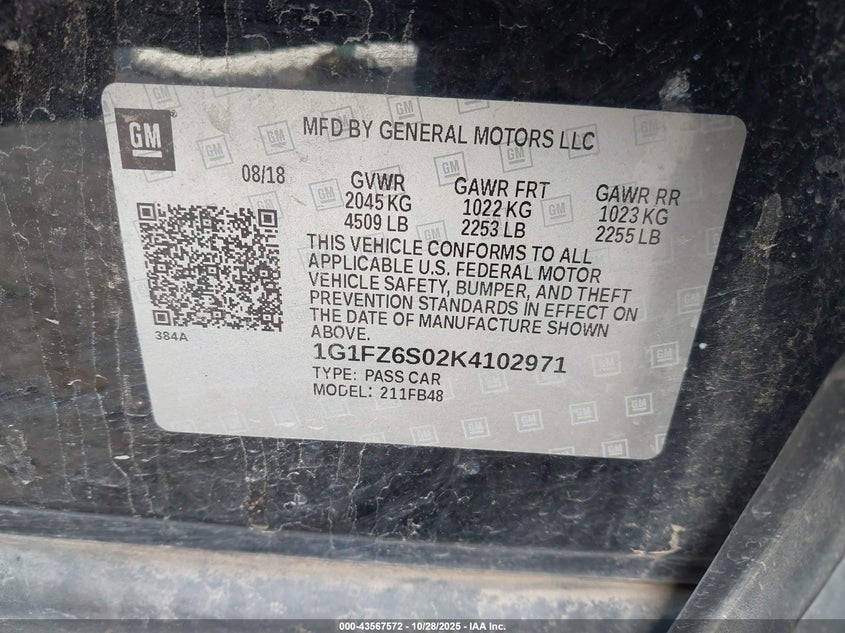 GM
MFD BY GENERAL MOTORS LLC
08/18
GVWR
2045 KG
4509 LB
GAWR FRT
1022 KG
2253 LB
GAWR RR
1023 KG
2255 LB
THIS VEHICLE CONFORMS TO ALL
APPLICABLE U.S. FEDERAL MOTOR
VEHICLE SAFETY, BUMPER, AND THEFT
PREVENTION STANDARDS IN EFFECT ON
THE DATE OF MANUFACTURE SHOWN
ABOVE.
384A
1G1FZ6S02K4102971
TYPE: PASS CAR
MODEL: 211FB48
000-43567572 | 10/28/2025 - IAA Inc.